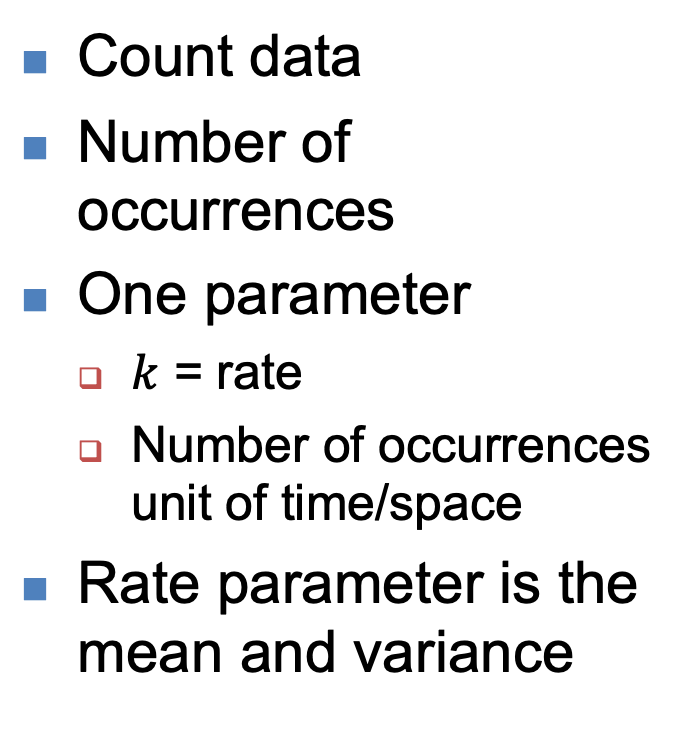 Count data
Number of
occurrences
One parameter
k = rate
Number of occurrences
unit of time/space
Rate parameter is the
mean and variance